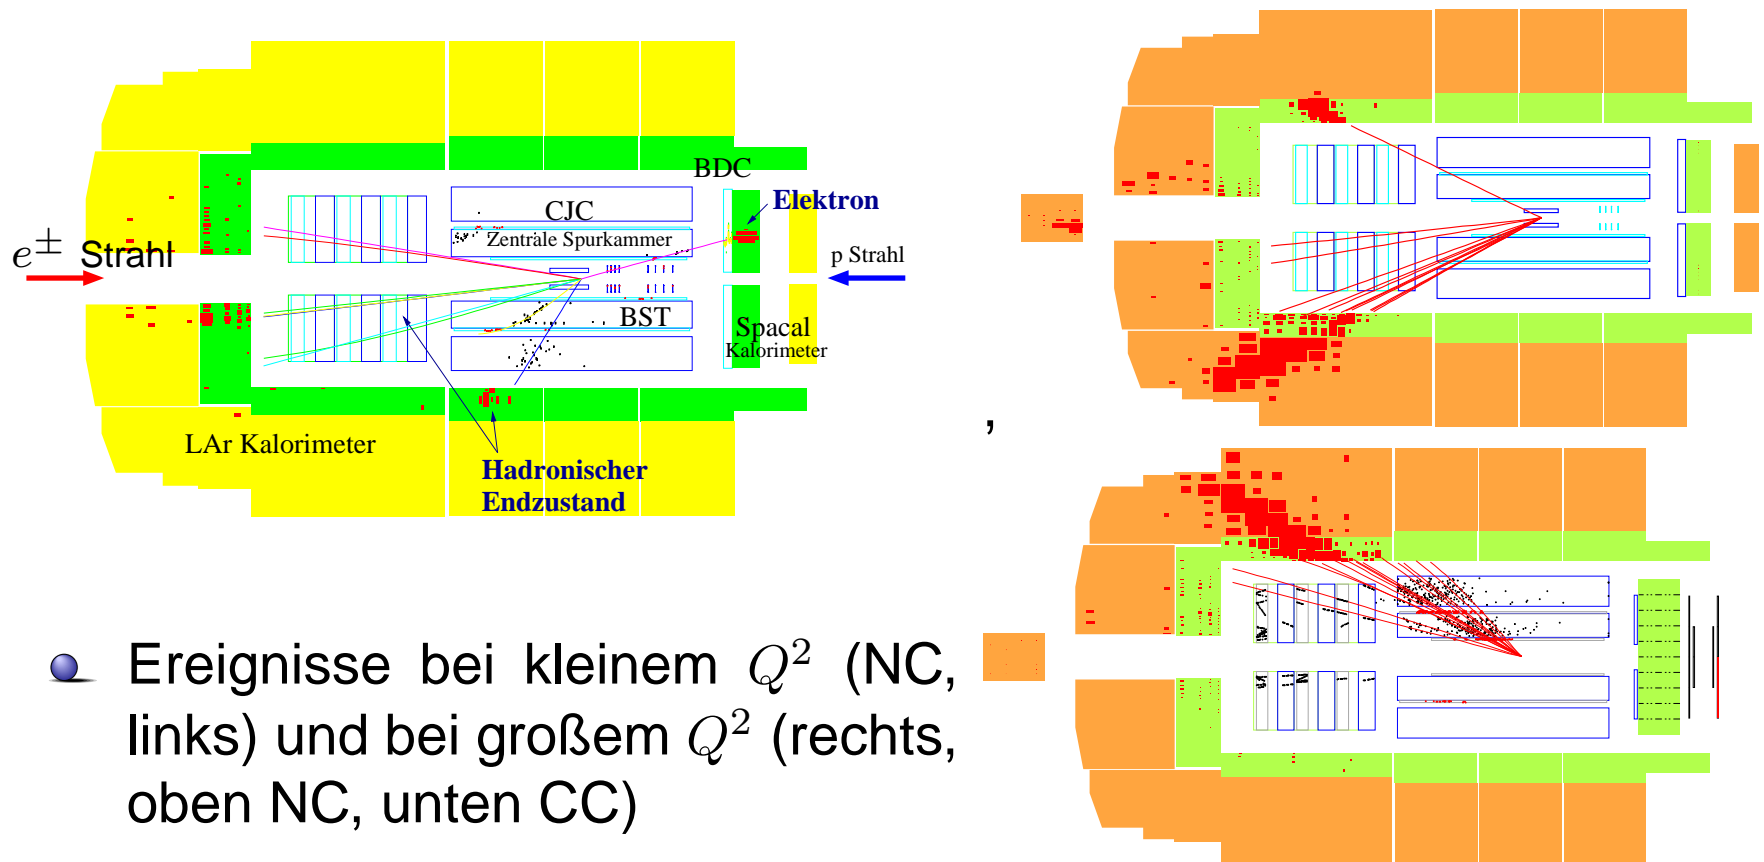 BDC
Elektron
CJC
Zentrale Spurkammer
e± Strahl
p Strahl
BST
Spacal
Kalorimeter
LAr Kalorimeter
Hadronischer
Endzustand
,
Ereignisse bei kleinem Q² (NC,
links) und bei großem Q² (rechts,
oben NC, unten CC)